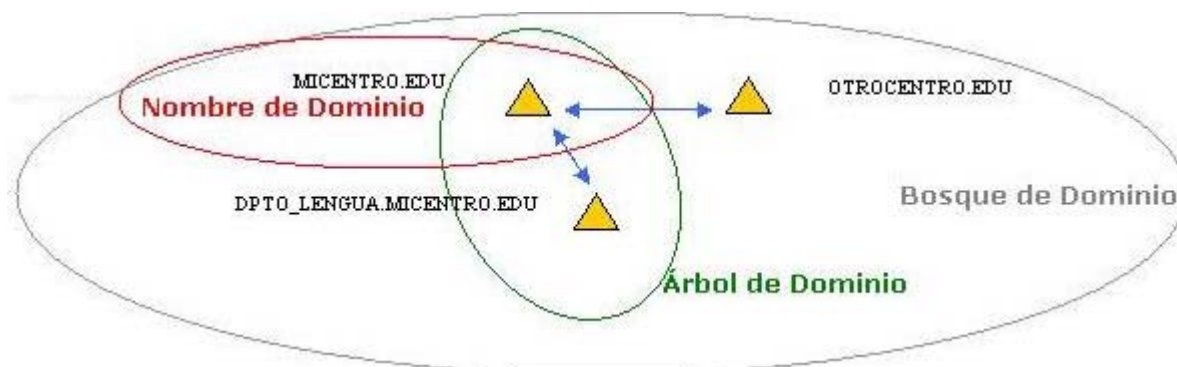 MICENTRO.EDU
OTROCENTRO.EDU
Nombre de Dominio
DPTO_LENGUA.MICENTRO.EDU
Bosque de Dominio
Árbol de Dominio